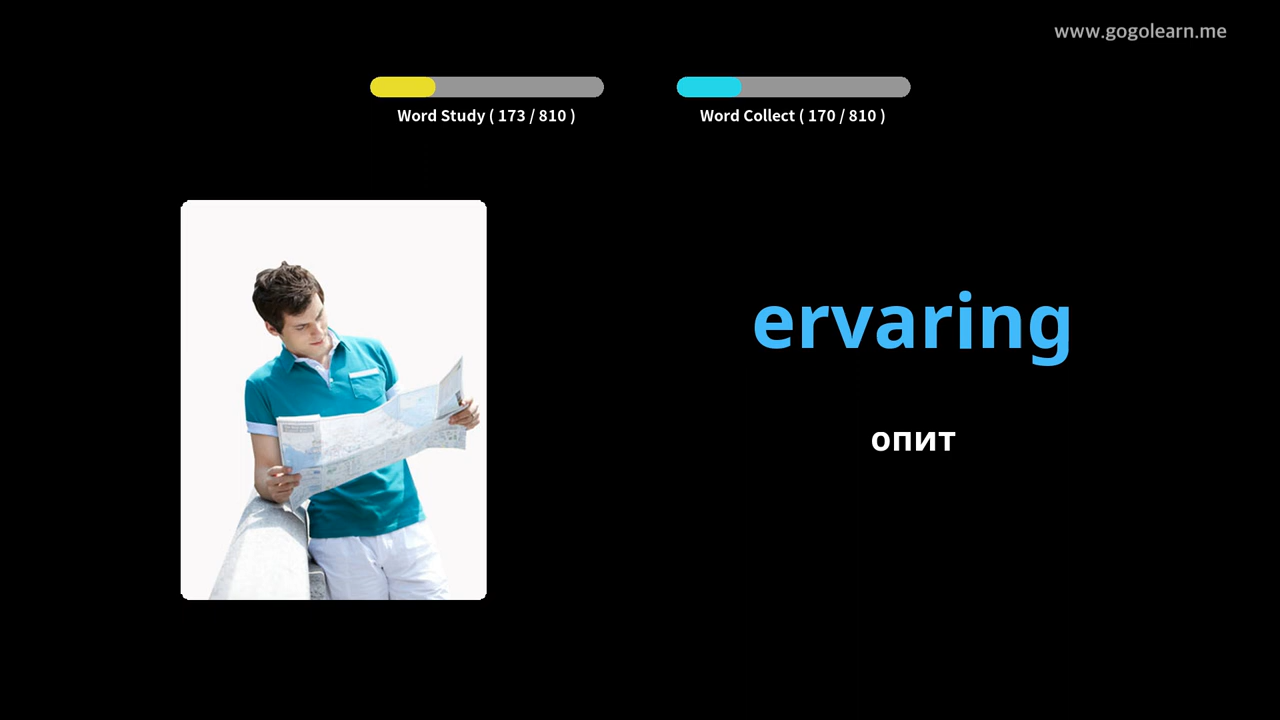 www.gogolearn.me
Word Study ( 173 / 810 )
Word Collect ( 170 / 810 )
ervaring
опит